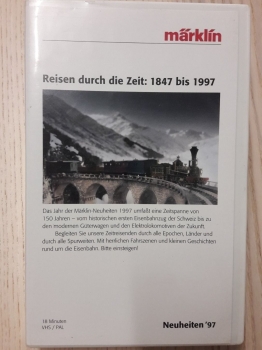 märklin
Reisen durch die Zeit: 1847 bis 1997
Das Jahr der Märklin-Neuheiten 1997 umfaßt eine Zeitspanne von
150 Jahren – vom historischen ersten Eisenbahnzug der Schweiz bis zu
den modernen Güterwagen und den Elektrolokomotiven der Zukunft.
Begleiten Sie unsere Zeitreisenden durch alle Epochen, Länder und
durch alle Spurweiten. Mit herrlichen Fahrszenen und kleinen Geschichten
rund um die Eisenbahn. Bitte einsteigen!
18 Minuten
VHS / PAL
Neuheiten '97